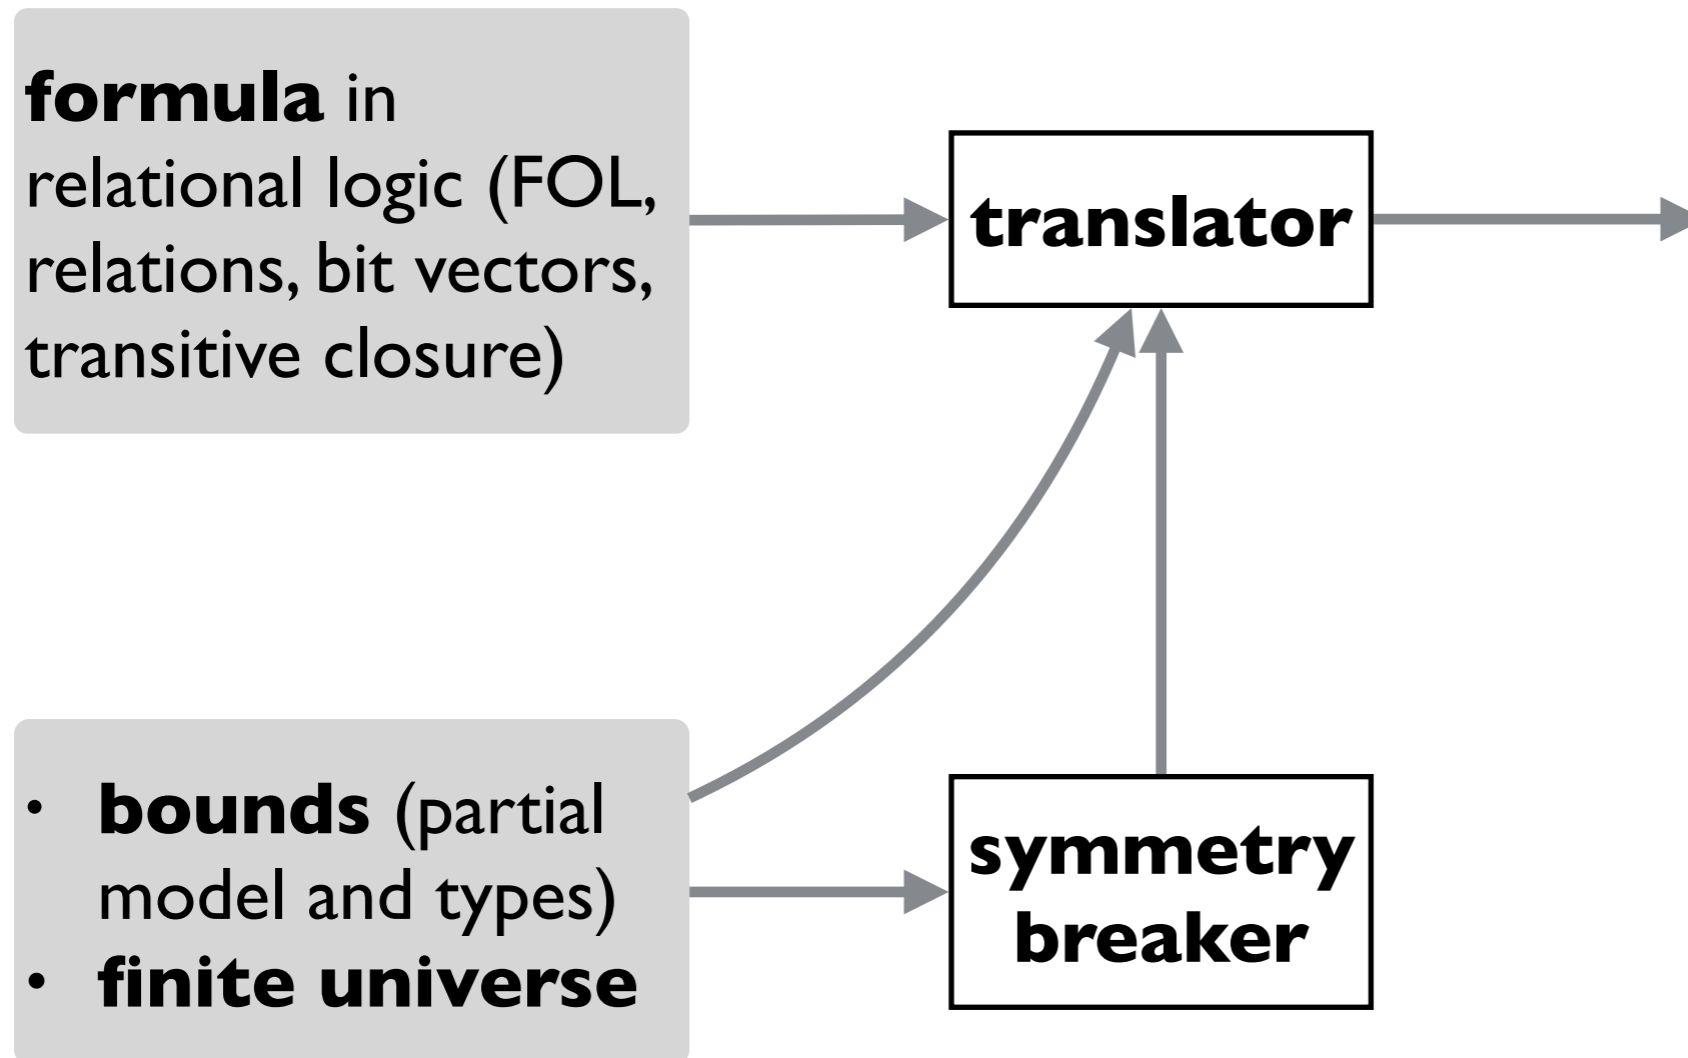 formula in
relational logic (FOL,
relations, bit vectors,
transitive closure)
translator
• bounds (partial
model and types)
• finite universe
symmetry
breaker